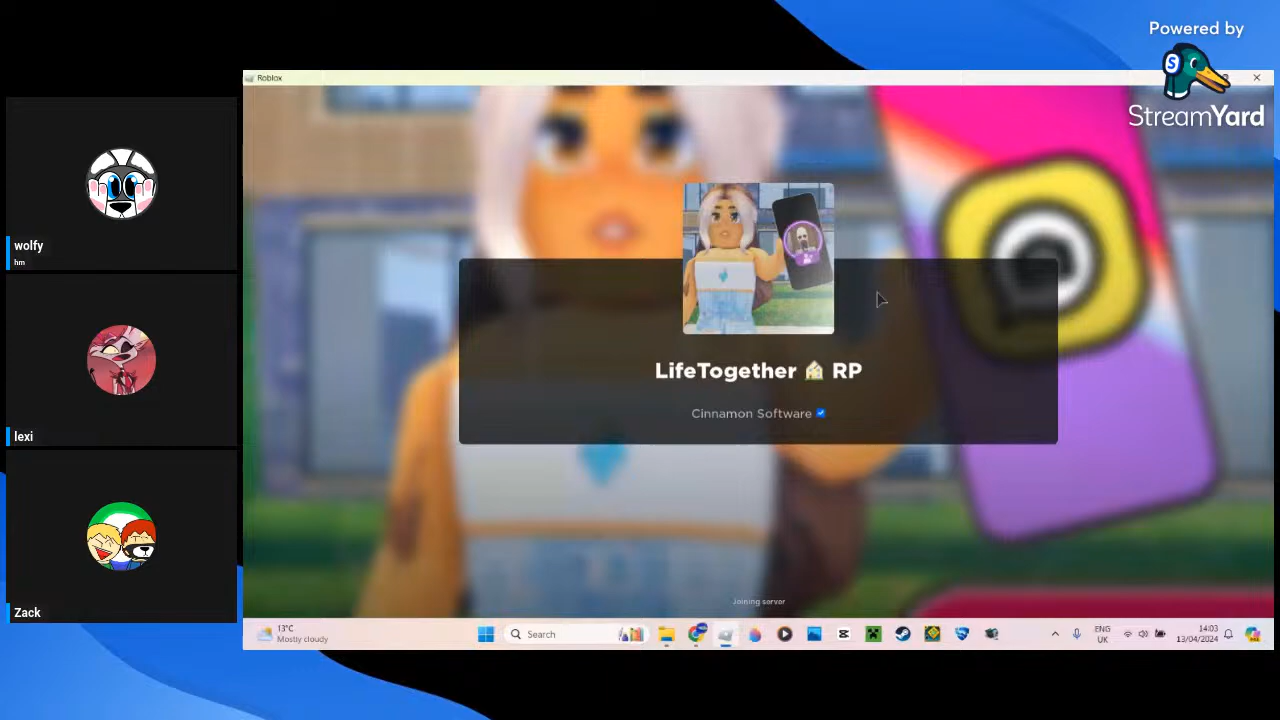 Powered by
StreamYard
Roblox
wolfy
hm
lexi
Zack
LifeTogether 🏠 RP
Cinnamon Software
Joining server
13°C
Mostly cloudy
Search
ENG
UK
14:03
13/04/2024